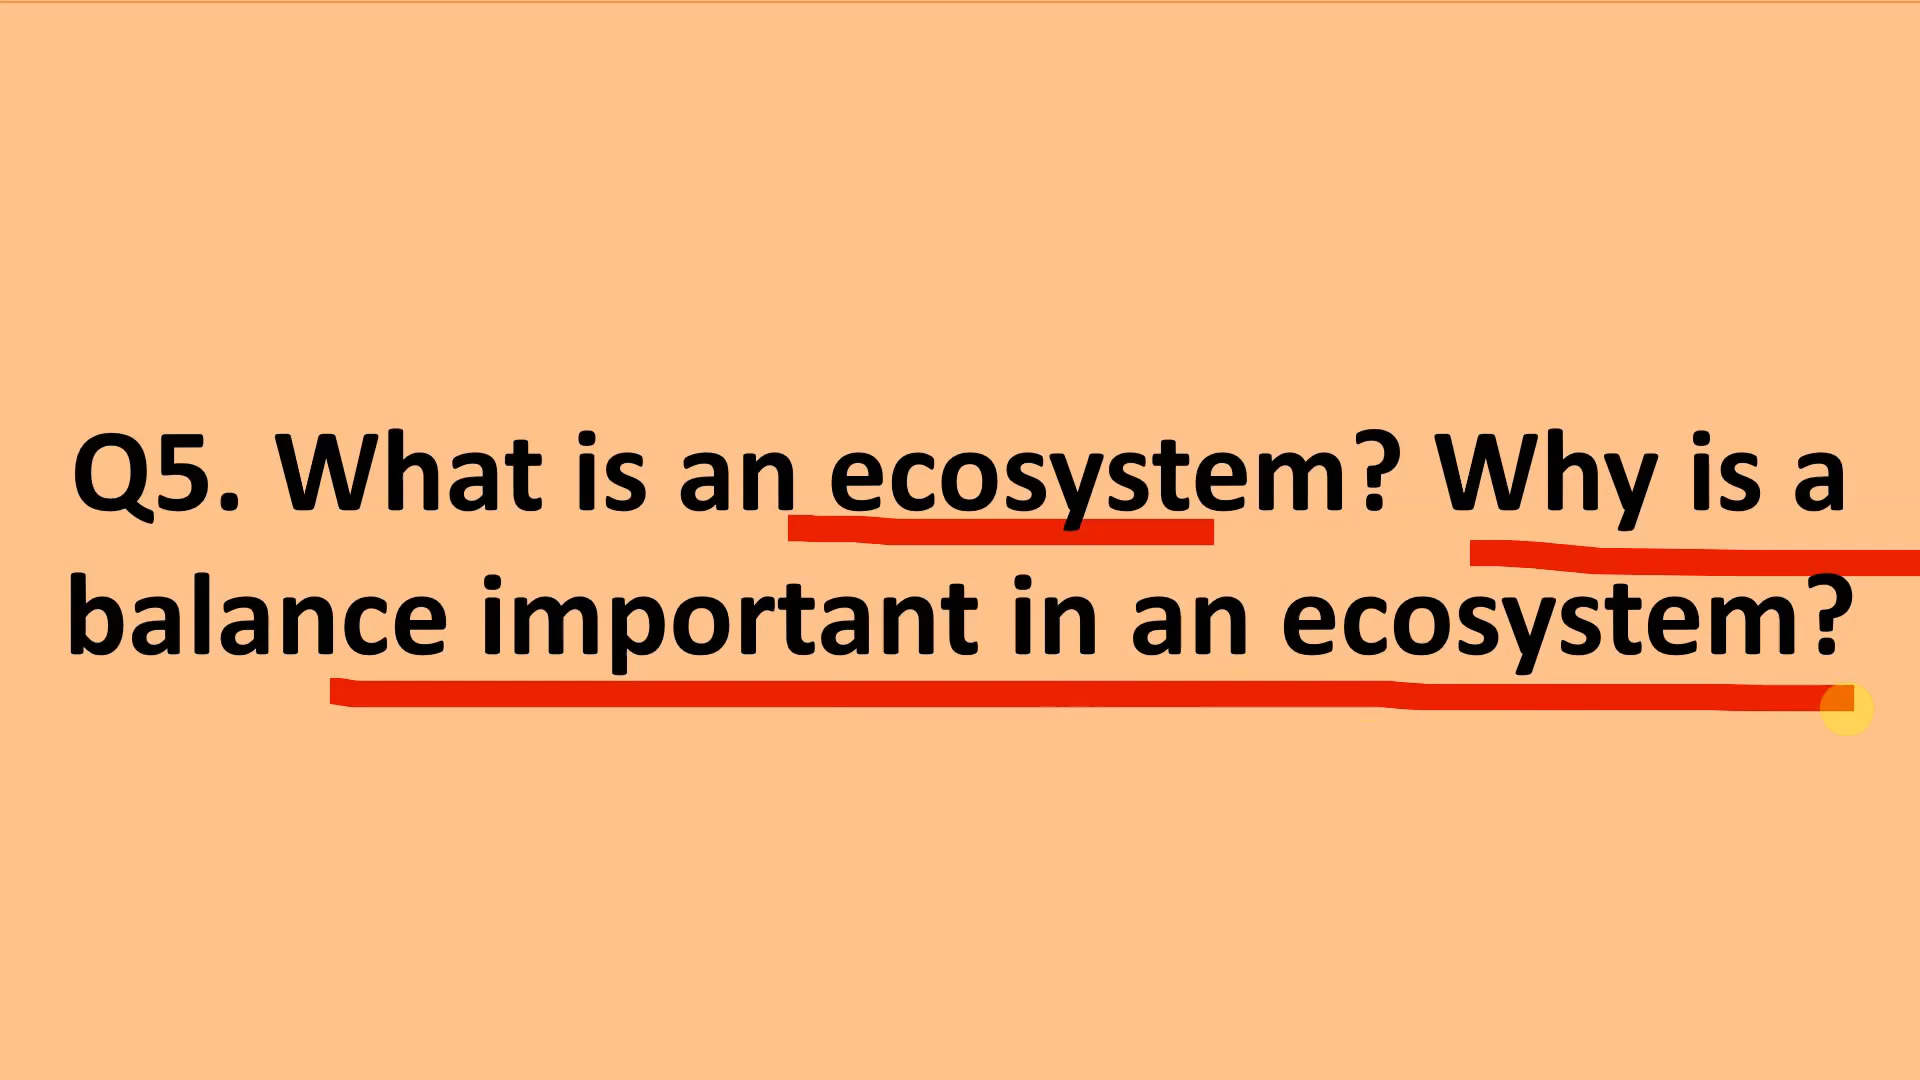 Q5. What is an ecosystem? Why is a
balance important in an ecosystem?